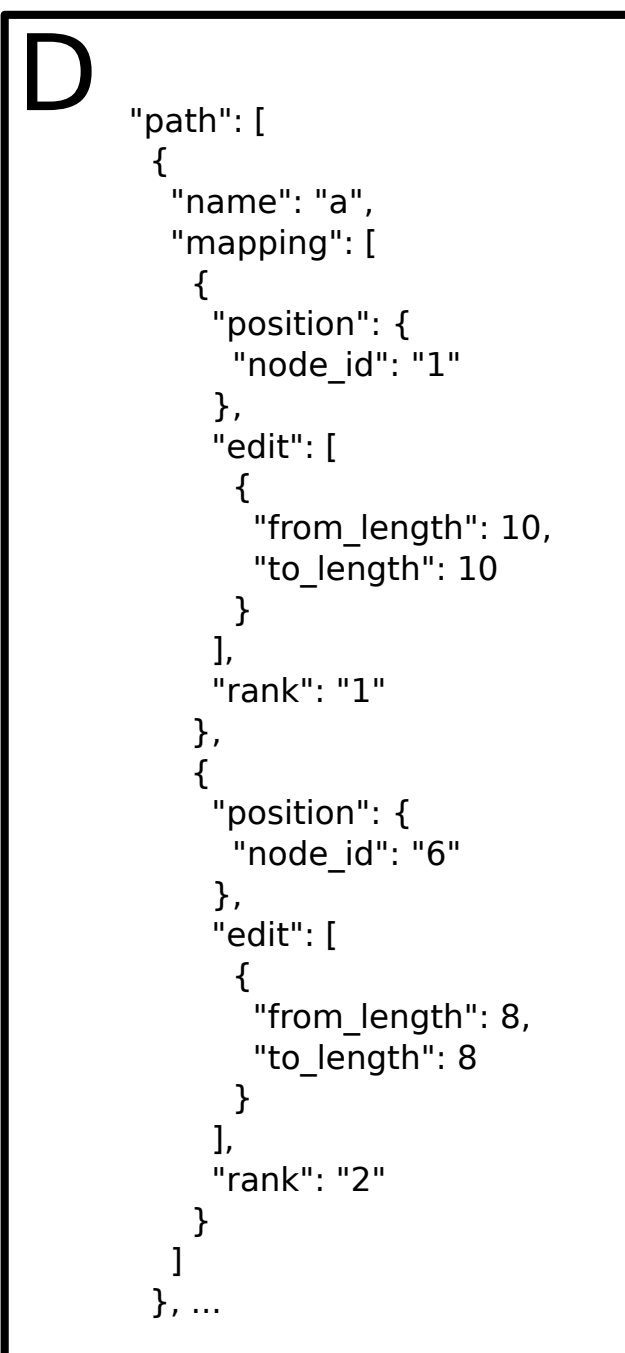 D
"path": [
{
"name": "a",
"mapping": [
{
"position": {
"node_id": "1"
},
"edit": [
{
"from_length": 10,
"to_length": 10
}
],
"rank": "1"
},
{
"position": {
"node_id": "6"
},
"edit": [
{
"from_length": 8,
"to_length": 8
}
],
"rank": "2"
}
]
}, ...